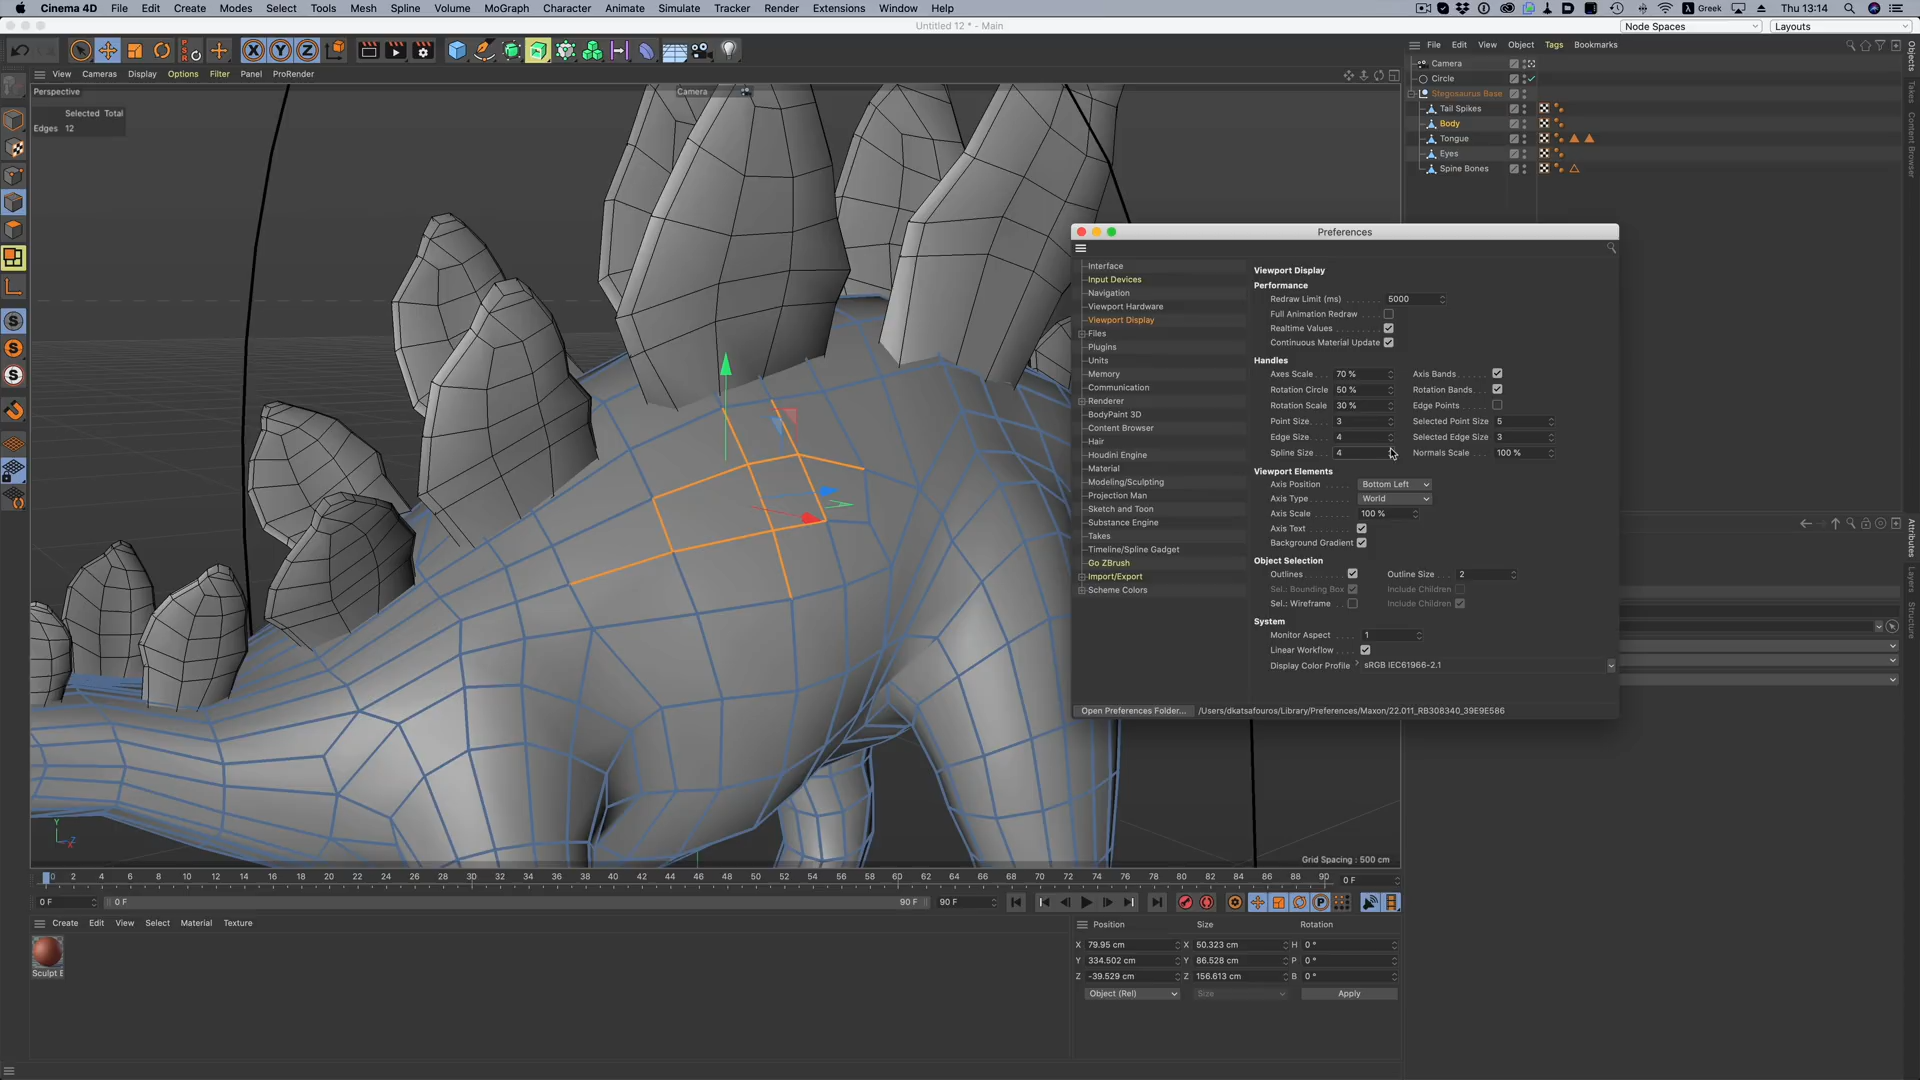 Cinema 4D File Edit Modes Create Select Tools Mesh Spline Volume MoGraph Character Animate Simulate Tracker Render Extensions Window Help Greek Thu 13:14
Untitled 12 * - Main
Node Spaces Layouts
X Y Z
File Edit View Object Tags Bookmarks
View Cameras Display Options Filter Panel ProRender
Perspective
Camera
Selected Total
Edges 12
Camera
Circle
Stegosaurus Base
Tail Spikes
Body
Tongue
Eyes
Spine Bones
Objects
Takes
Content Browser
Attributes
Layers
Structure
Preferences
Interface
Input Devices
Navigation
Viewport Hardware
Viewport Display
Files
Plugins
Units
Memory
Communication
Renderer
BodyPaint 3D
Content Browser
Hair
Houdini Engine
Material
Modeling/Sculpting
Projection Man
Sketch and Toon
Substance Engine
Takes
Timeline/Spline Gadget
Go ZBrush
Import/Export
Scheme Colors
Viewport Display
Performance
Redraw Limit (ms) 5000
Full Animation Redraw
Realtime Values
Continuous Material Update
Handles
Axes Scale 70 % Axis Bands
Rotation Circle 50 % Rotation Bands
Rotation Scale 30 % Edge Points
Point Size 3 Selected Point Size 5
Edge Size 4 Selected Edge Size 3
Spline Size 4 Normals Scale 100 %
Viewport Elements
Axis Position Bottom Left
Axis Type World
Axis Scale 100 %
Axis Text
Background Gradient
Object Selection
Outlines Outline Size 2
Sel.: Bounding Box Include Children
Sel.: Wireframe Include Children
System
Monitor Aspect 1
Linear Workflow
Display Color Profile sRGB IEC61966-2.1
Open Preferences Folder... /Users/dkatsafouros/Library/Preferences/Maxon/22.011_RB308340_39E9E586
Y
Z
X
Grid Spacing : 500 cm
0 2 4 6 8 10 12 14 16 18 20 22 24 26 28 30 32 34 36 38 40 42 44 46 48 50 52 54 56 58 60 62 64 66 68 70 72 74 76 78 80 82 84 86 88 90 0 F
0 F 0 F 90 F 90 F
Create Edit View Select Material Texture
Sculpt E
Position Size Rotation
X 79.95 cm X 50.323 cm H 0 °
Y 334.502 cm Y 86.528 cm P 0 °
Z -39.529 cm Z 156.613 cm B 0 °
Object (Rel) Size Apply